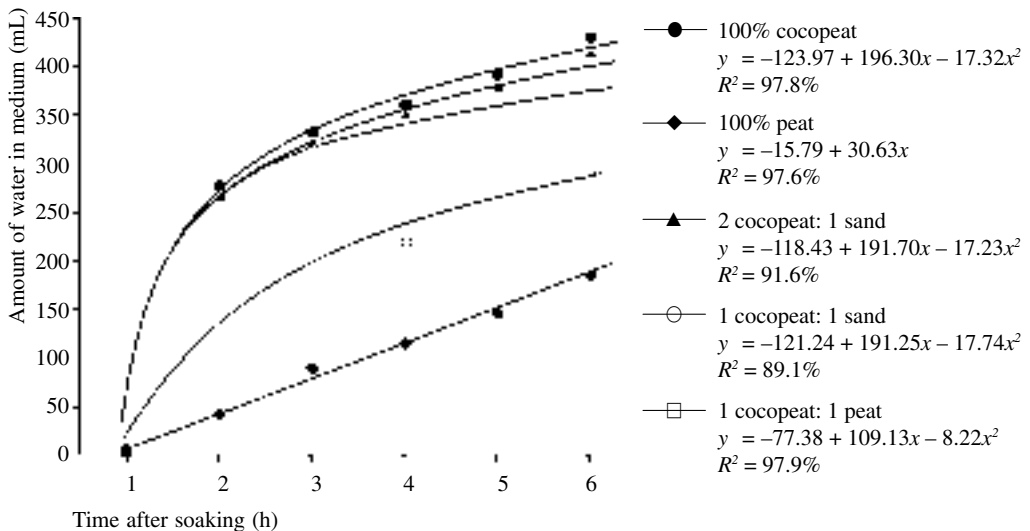 450
400
350
300
250
200
150
100
50
0
Amount of water in medium (mL)
1 2 3 4 5 6
Time after soaking (h)
100% cocopeat
y = –123.97 + 196.30x – 17.32x²
R² = 97.8%
100% peat
y = –15.79 + 30.63x
R² = 97.6%
2 cocopeat: 1 sand
y = –118.43 + 191.70x – 17.23x²
R² = 91.6%
1 cocopeat: 1 sand
y = –121.24 + 191.25x – 17.74x²
R² = 89.1%
1 cocopeat: 1 peat
y = –77.38 + 109.13x – 8.22x²
R² = 97.9%